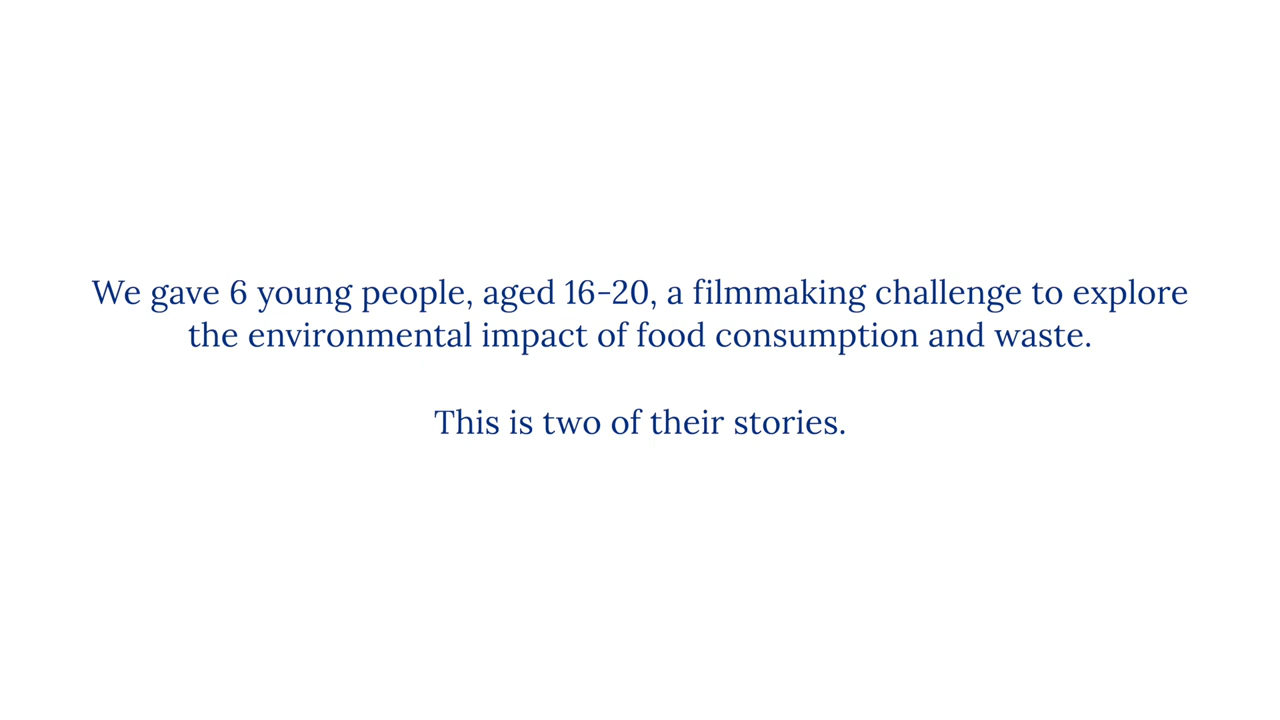 We gave 6 young people, aged 16-20, a filmmaking challenge to explore
the environmental impact of food consumption and waste.
This is two of their stories.